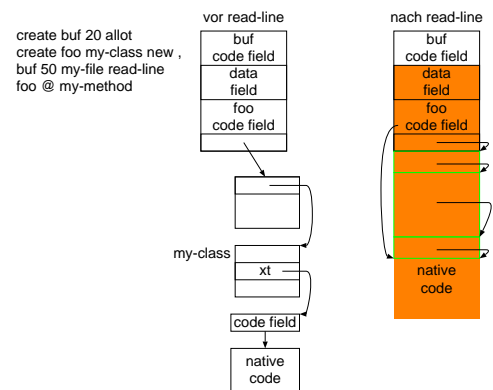 create buf 20 allot
create foo my-class new ,
buf 50 my-file read-line
foo @ my-method
vor read-line
buf
code field
data
field
foo
code field
my-class
xt
code field
native
code
nach read-line
buf
code field
data
field
foo
code field
native
code